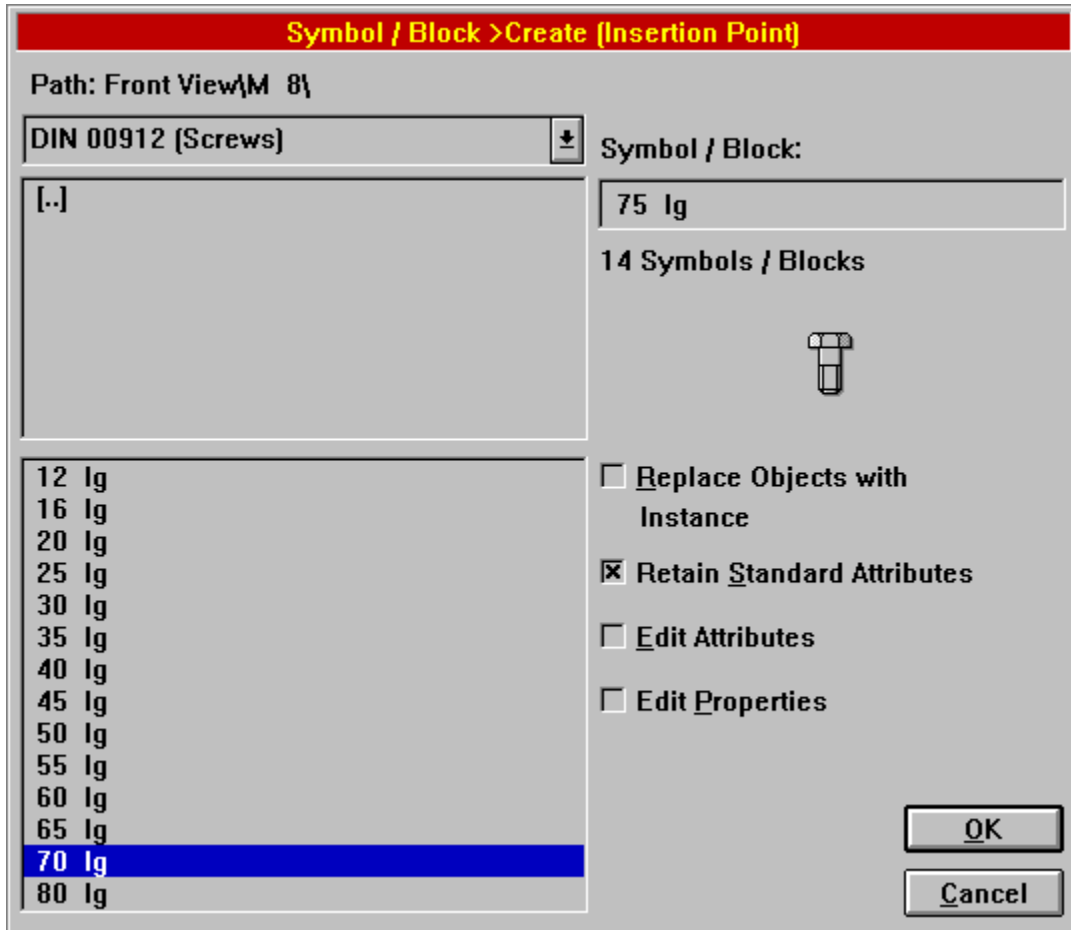 Symbol / Block >Create (Insertion Point)
Path: Front View\M  8\
DIN 00912 (Screws)
[..]
Symbol / Block:
75  lg
14 Symbols / Blocks
12  lg
16  lg
20  lg
25  lg
30  lg
35  lg
40  lg
45  lg
50  lg
55  lg
60  lg
65  lg
70  lg
80  lg
Replace Objects with
Instance
Retain Standard Attributes
Edit Attributes
Edit Properties
OK
Cancel